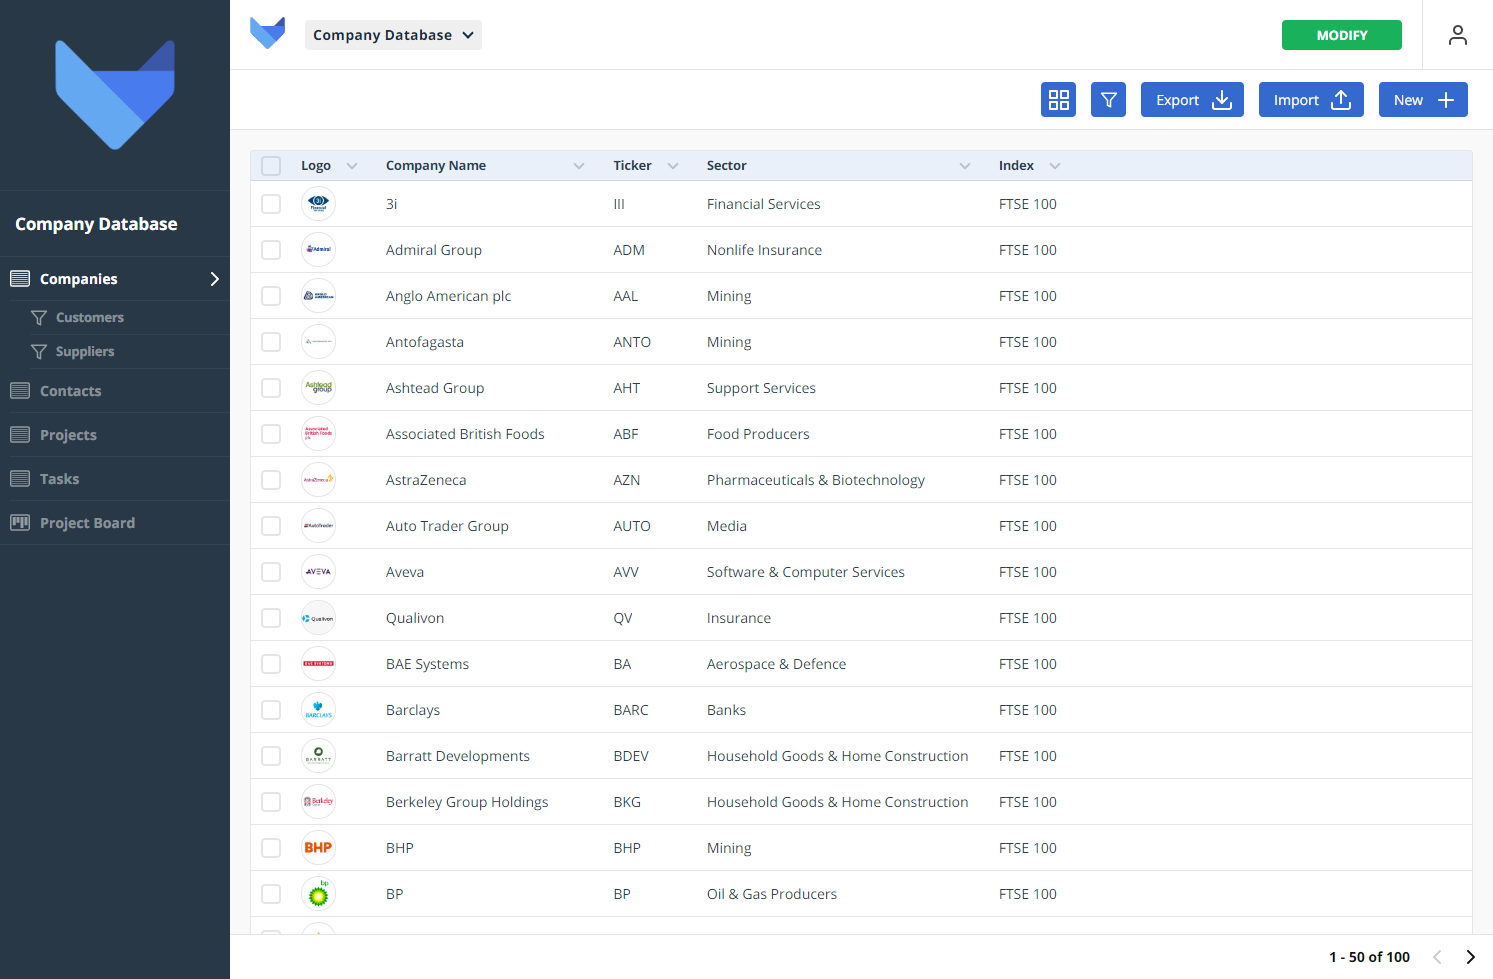 Company Database
MODIFY
Export
Import
New
Company Database
Companies
Customers
Suppliers
Contacts
Projects
Tasks
Project Board
Logo Company Name Ticker Sector Index
3i III Financial Services FTSE 100
Admiral Admiral Group ADM Nonlife Insurance FTSE 100
Anglo American plc AAL Mining FTSE 100
Antofagasta ANTO Mining FTSE 100
Ashtead group Ashtead Group AHT Support Services FTSE 100
Associated British Foods plc Associated British Foods ABF Food Producers FTSE 100
AstraZeneca AstraZeneca AZN Pharmaceuticals & Biotechnology FTSE 100
AutoTrader Auto Trader Group AUTO Media FTSE 100
AVEVA Aveva AVV Software & Computer Services FTSE 100
Qualivon Qualivon QV Insurance FTSE 100
BAE SYSTEMS BAE Systems BA Aerospace & Defence FTSE 100
BARCLAYS Barclays BARC Banks FTSE 100
BARRATT Barratt Developments BDEV Household Goods & Home Construction FTSE 100
Berkeley Berkeley Group Holdings BKG Household Goods & Home Construction FTSE 100
BHP BHP BHP Mining FTSE 100
bp BP BP Oil & Gas Producers FTSE 100
1 - 50 of 100